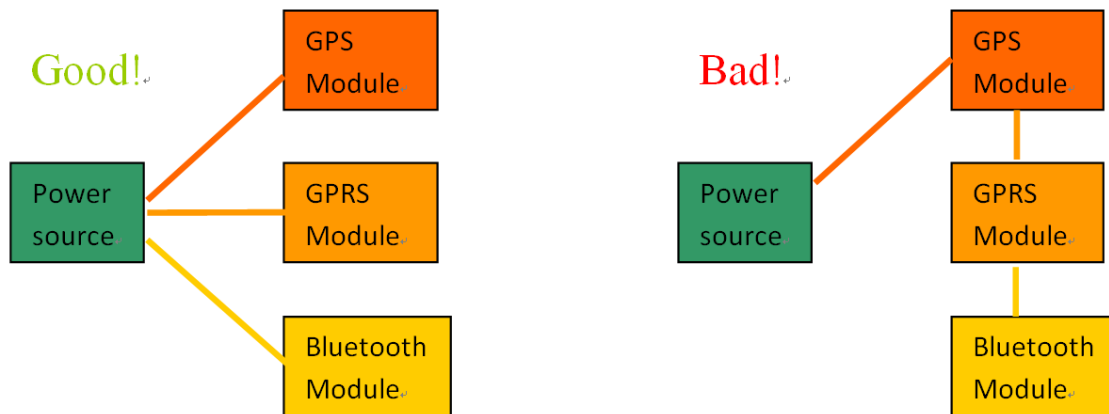 Good!
GPS
Module
Power
source
GPRS
Module
Bluetooth
Module
Bad!
GPS
Module
Power
source
GPRS
Module
Bluetooth
Module